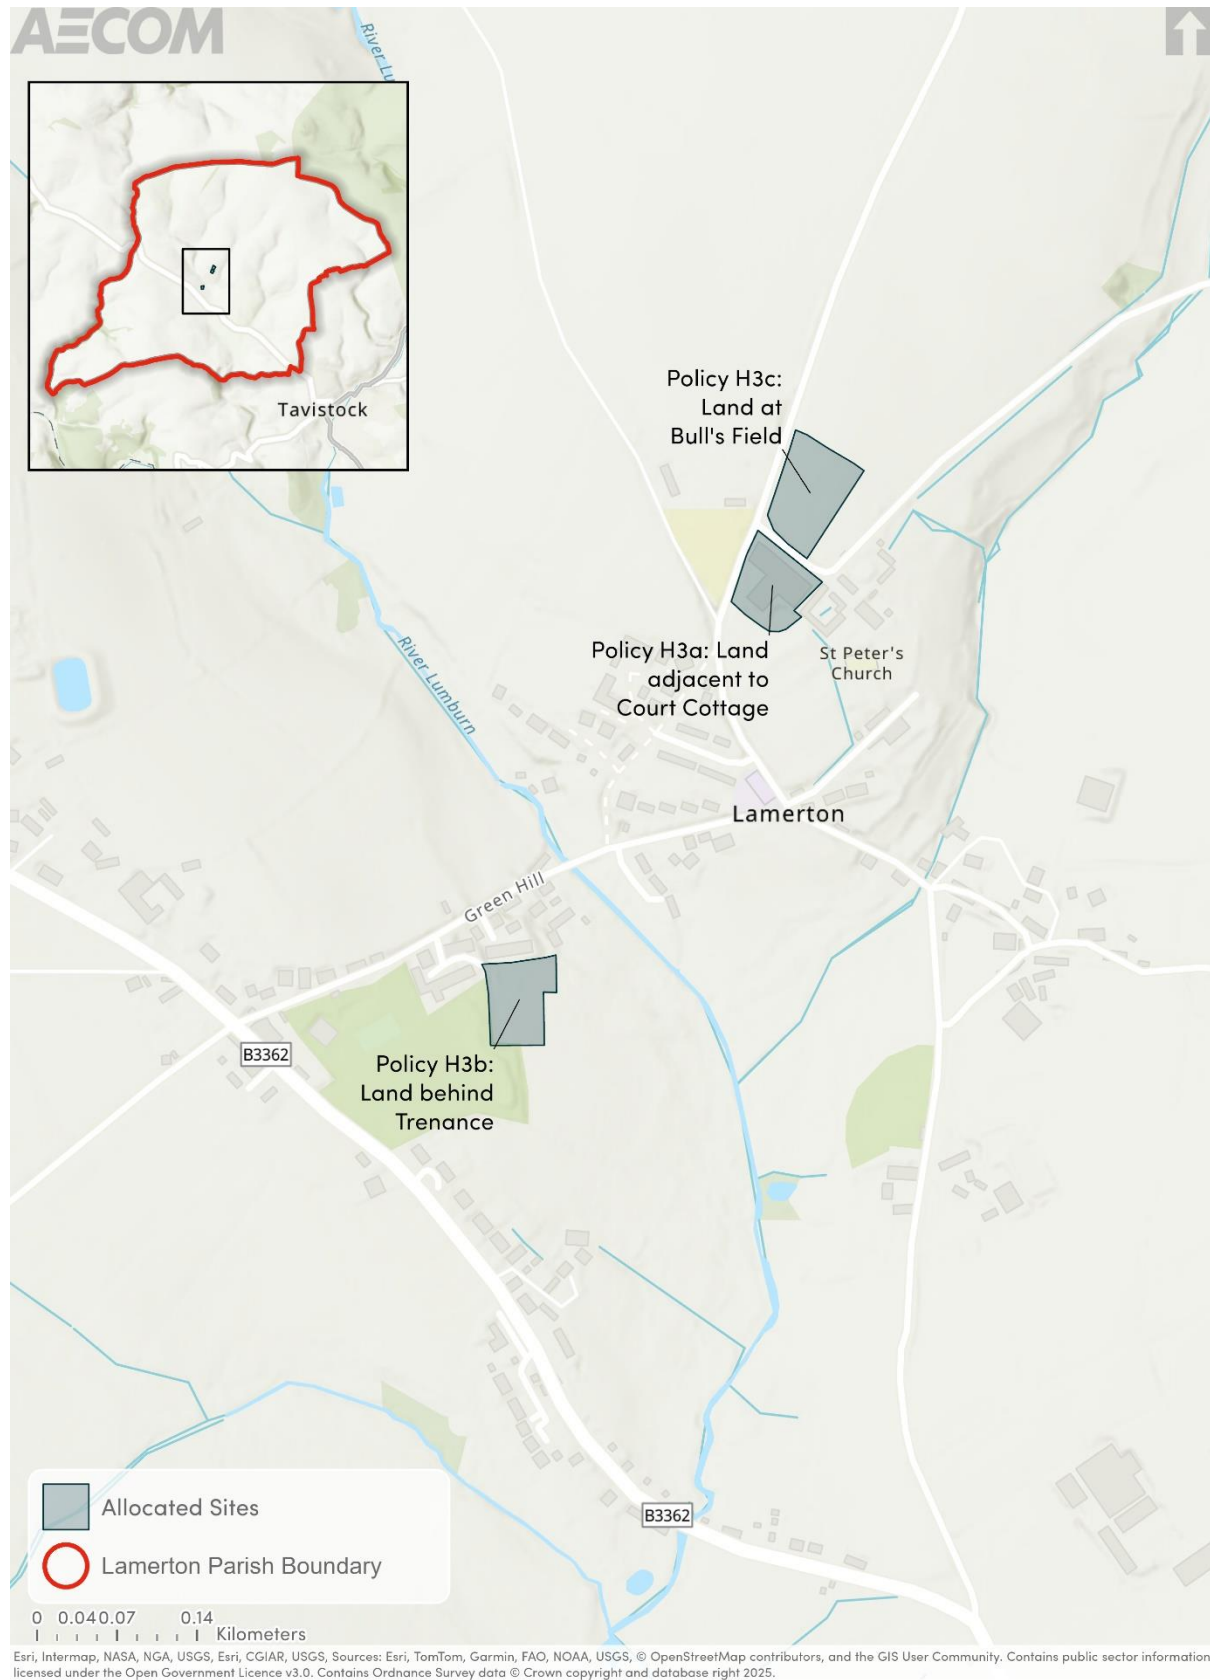 AECOM
River Lu
Tavistock
Policy H3c:
Land at
Bull's Field
River Lumburn
Policy H3a: Land
adjacent to
Court Cottage
St Peter's
Church
Lamerton
Green Hill
B3362
Policy H3b:
Land behind
Trenance
B3362
Allocated Sites
Lamerton Parish Boundary
0 0.04 0.07 0.14
Kilometers
Esri, Intermap, NASA, NGA, USGS, Esri, CGIAR, USGS, Sources: Esri, TomTom, Garmin, FAO, NOAA, USGS, © OpenStreetMap contributors, and the GIS User Community. Contains public sector information
licensed under the Open Government Licence v3.0. Contains Ordnance Survey data © Crown copyright and database right 2025.